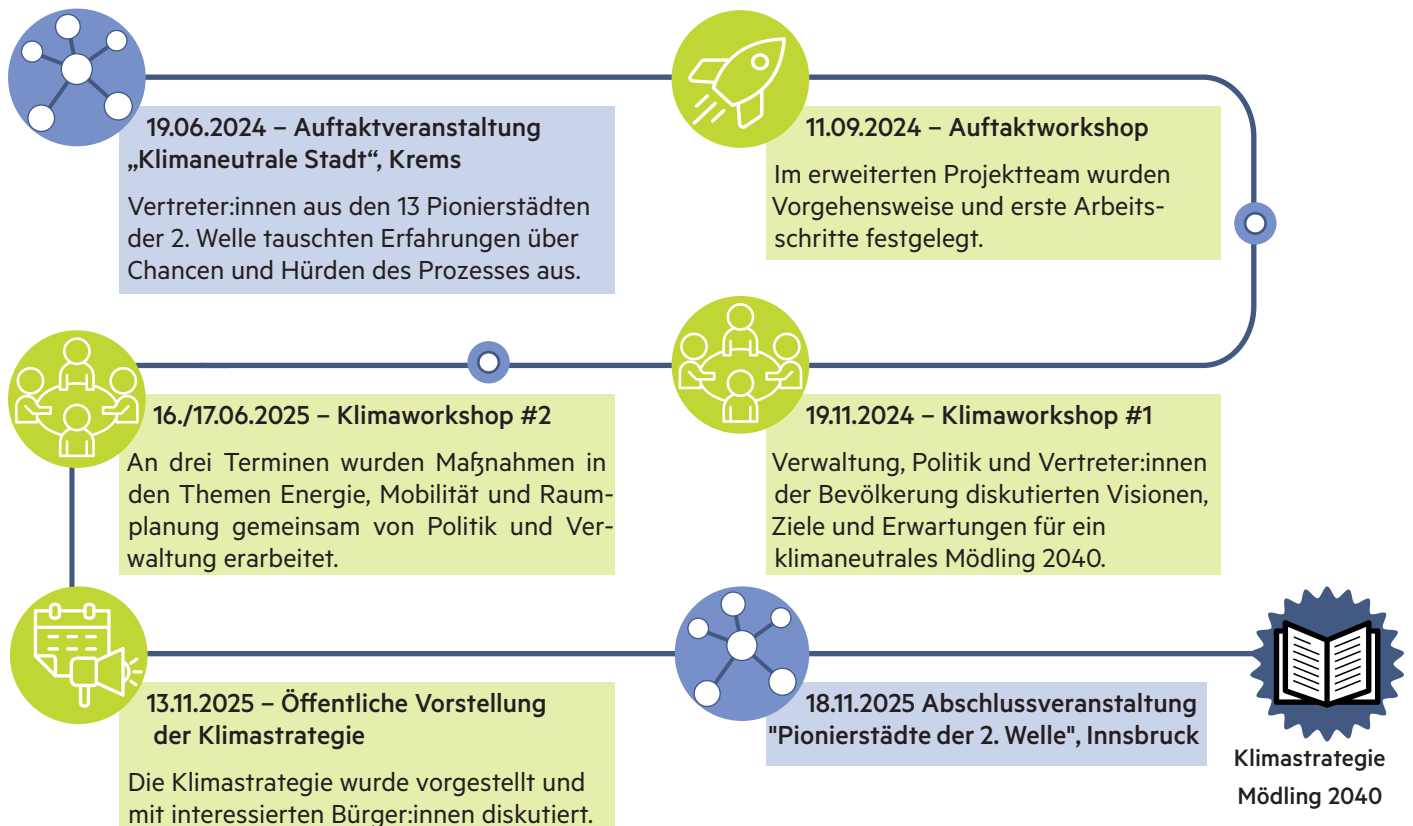 19.06.2024 – Auftaktveranstaltung
„Klimaneutrale Stadt“, Krems
Vertreter:innen aus den 13 Pionierstädten
der 2. Welle tauschten Erfahrungen über
Chancen und Hürden des Prozesses aus.
11.09.2024 – Auftaktworkshop
Im erweiterten Projektteam wurden
Vorgehensweise und erste Arbeits-
schritte festgelegt.
19.11.2024 – Klimaworkshop #1
Verwaltung, Politik und Vertreter:innen
der Bevölkerung diskutierten Visionen,
Ziele und Erwartungen für ein
klimaneutrales Mödling 2040.
16./17.06.2025 – Klimaworkshop #2
An drei Terminen wurden Maßnahmen in
den Themen Energie, Mobilität und Raum-
planung gemeinsam von Politik und Ver-
waltung erarbeitet.
13.11.2025 – Öffentliche Vorstellung
der Klimastrategie
Die Klimastrategie wurde vorgestellt und
mit interessierten Bürger:innen diskutiert.
18.11.2025 Abschlussveranstaltung
"Pionierstädte der 2. Welle", Innsbruck
Klimastrategie
Mödling 2040